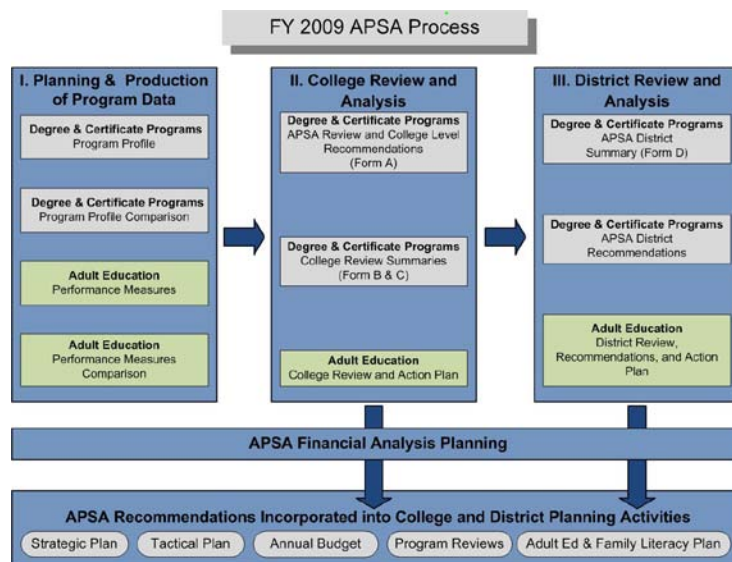 FY 2009 APSA Process
I. Planning & Production
of Program Data
Degree & Certificate Programs
Program Profile
Degree & Certificate Programs
Program Profile Comparison
Adult Education
Performance Measures
Adult Education
Performance Measures
Comparison
II. College Review and
Analysis
Degree & Certificate Programs
APSA Review and College Level
Recommendations
(Form A)
Degree & Certificate Programs
College Review Summaries
(Form B & C)
Adult Education
College Review and Action Plan
III. District Review and
Analysis
Degree & Certificate Programs
APSA District
Summary (Form D)
Degree & Certificate Programs
APSA District
Recommendations
Adult Education
District Review,
Recommendations, and Action
Plan
APSA Financial Analysis Planning
APSA Recommendations Incorporated into College and District Planning Activities
Strategic Plan
Tactical Plan
Annual Budget
Program Reviews
Adult Ed & Family Literacy Plan